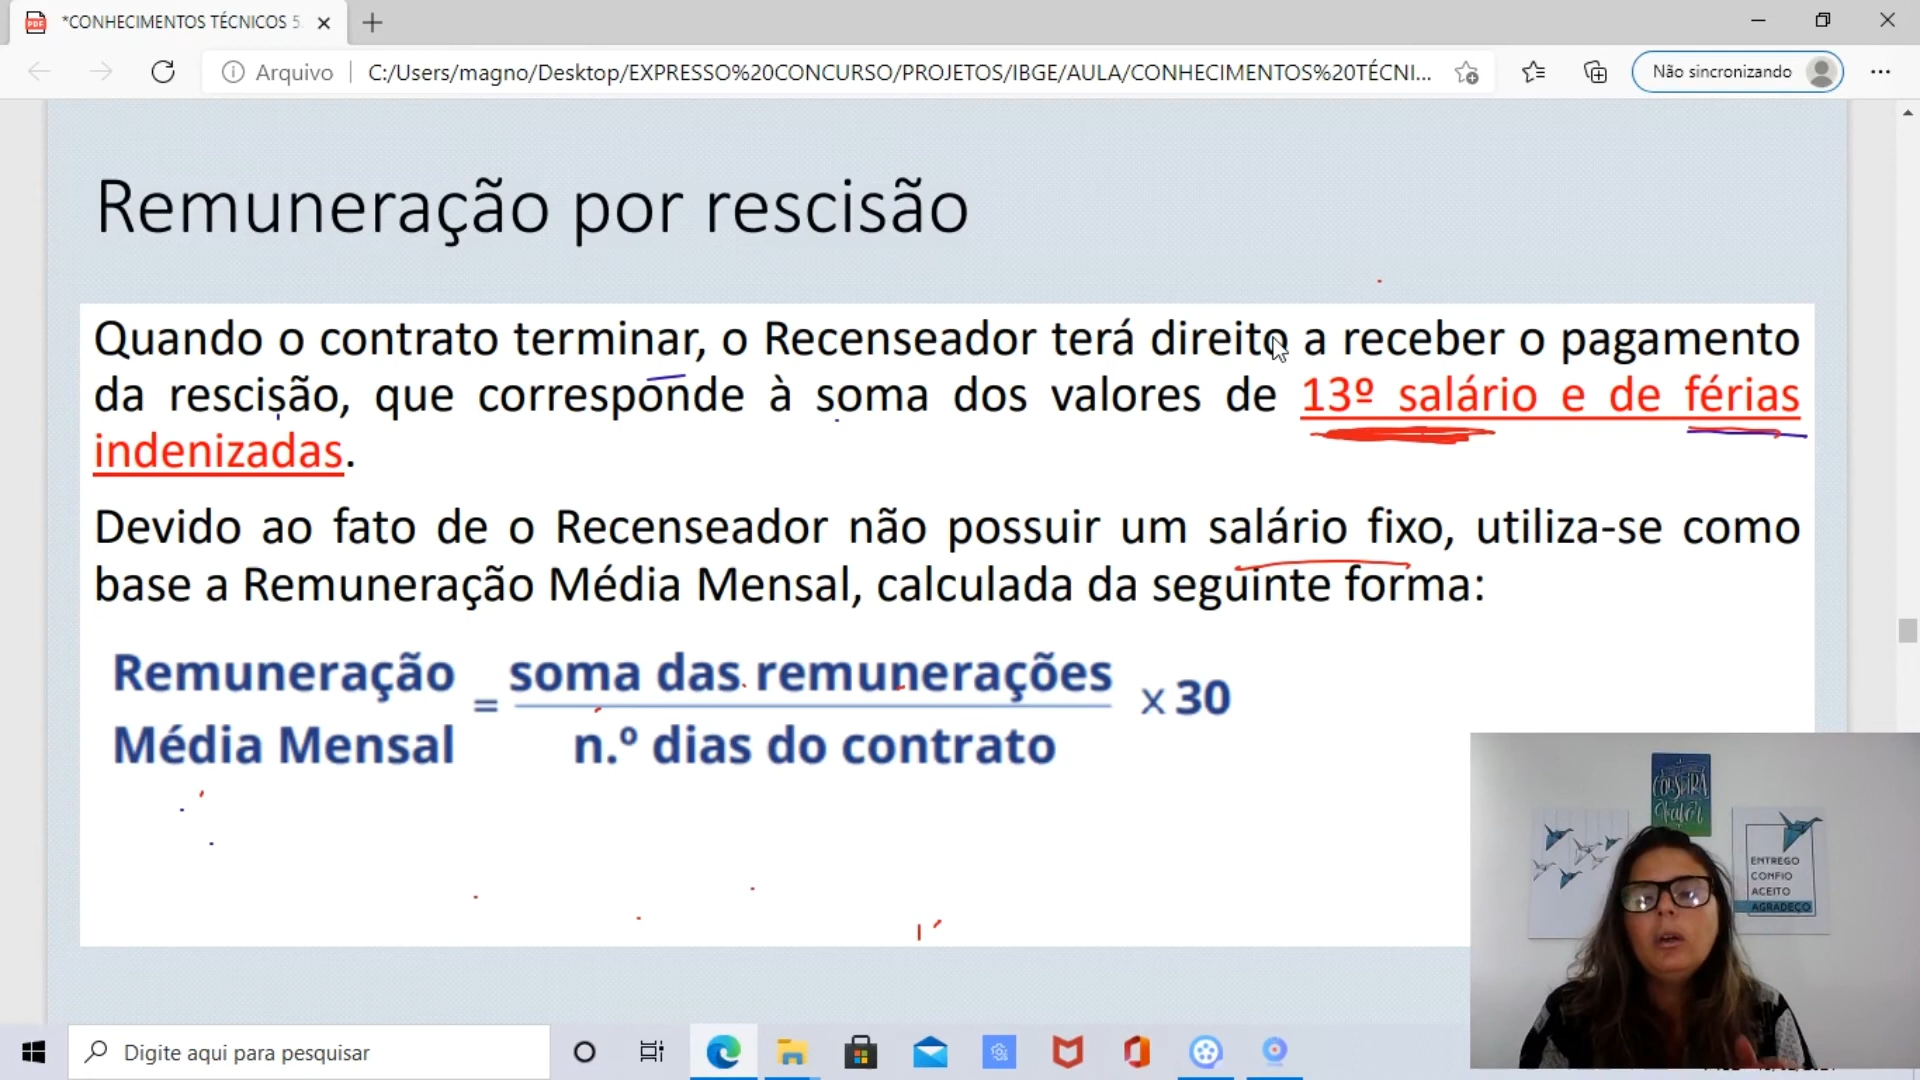 *CONHECIMENTOS TÉCNICOS 5
Arquivo
C:/Users/magno/Desktop/EXPRESSO%20CONCURSO/PROJETOS/IBGE/AULA/CONHECIMENTOS%20TÉCNI...
Não sincronizando
Remuneração por rescisão
Quando o contrato terminar, o Recenseador terá direito a receber o pagamento
da rescisão, que corresponde à soma dos valores de 13º salário e de férias
indenizadas.
Devido ao fato de o Recenseador não possuir um salário fixo, utiliza-se como
base a Remuneração Média Mensal, calculada da seguinte forma:
Remuneração
Média Mensal
=
soma das remunerações
n.º dias do contrato
x 30
ENTREGO
CONFIO
ACEITO
AGRADEÇO
Digite aqui para pesquisar